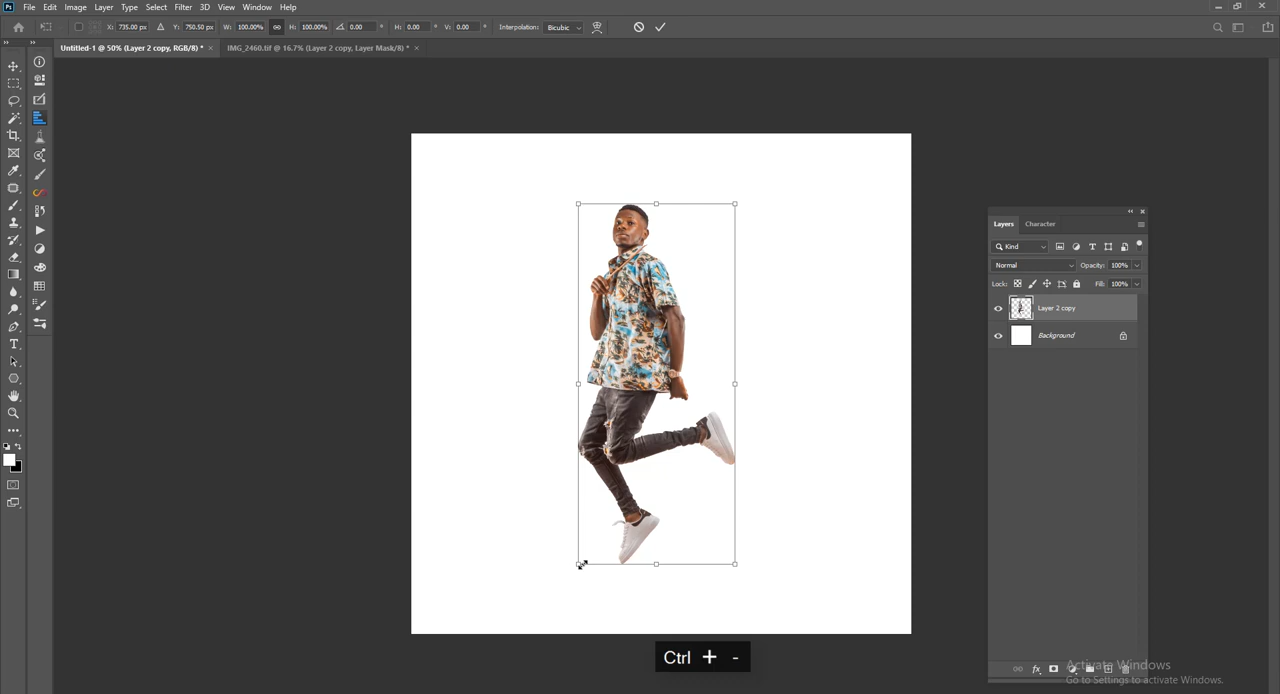 Ps File Edit Image Layer Type Select Filter 3D View Window Help
X: 735.00 px Y: 750.50 px W: 100.00% H: 100.00% 0.00 ° H: 0.00 ° V: 0.00 ° Interpolation: Bicubic
Untitled-1 @ 50% (Layer 2 copy, RGB/8) * × IMG_2460.tif @ 16.7% (Layer 2 copy, Layer Mask/8) * ×
Layers Character
Kind
Normal Opacity: 100%
Lock: Fill: 100%
Layer 2 copy
Background
Ctrl + -
Activate Windows
Go to Settings to activate Windows.